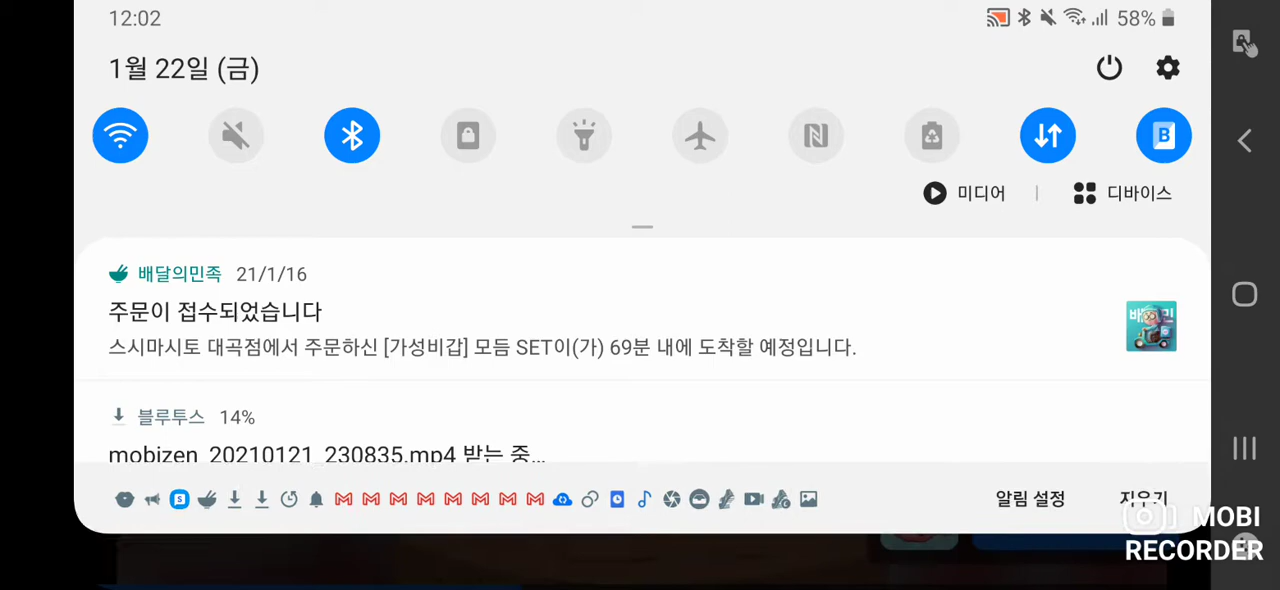 12:02
58%
1월 22일 (금)
B
미디어 | 디바이스
배달의민족 21/1/16
주문이 접수되었습니다
스시마시토 대곡점에서 주문하신 [가성비갑] 모듬 SET이(가) 69분 내에 도착할 예정입니다.
블루투스 14%
mobizen_20210121_230835.mp4 받는 중...
알림 설정 지우기
MOBI
RECORDER